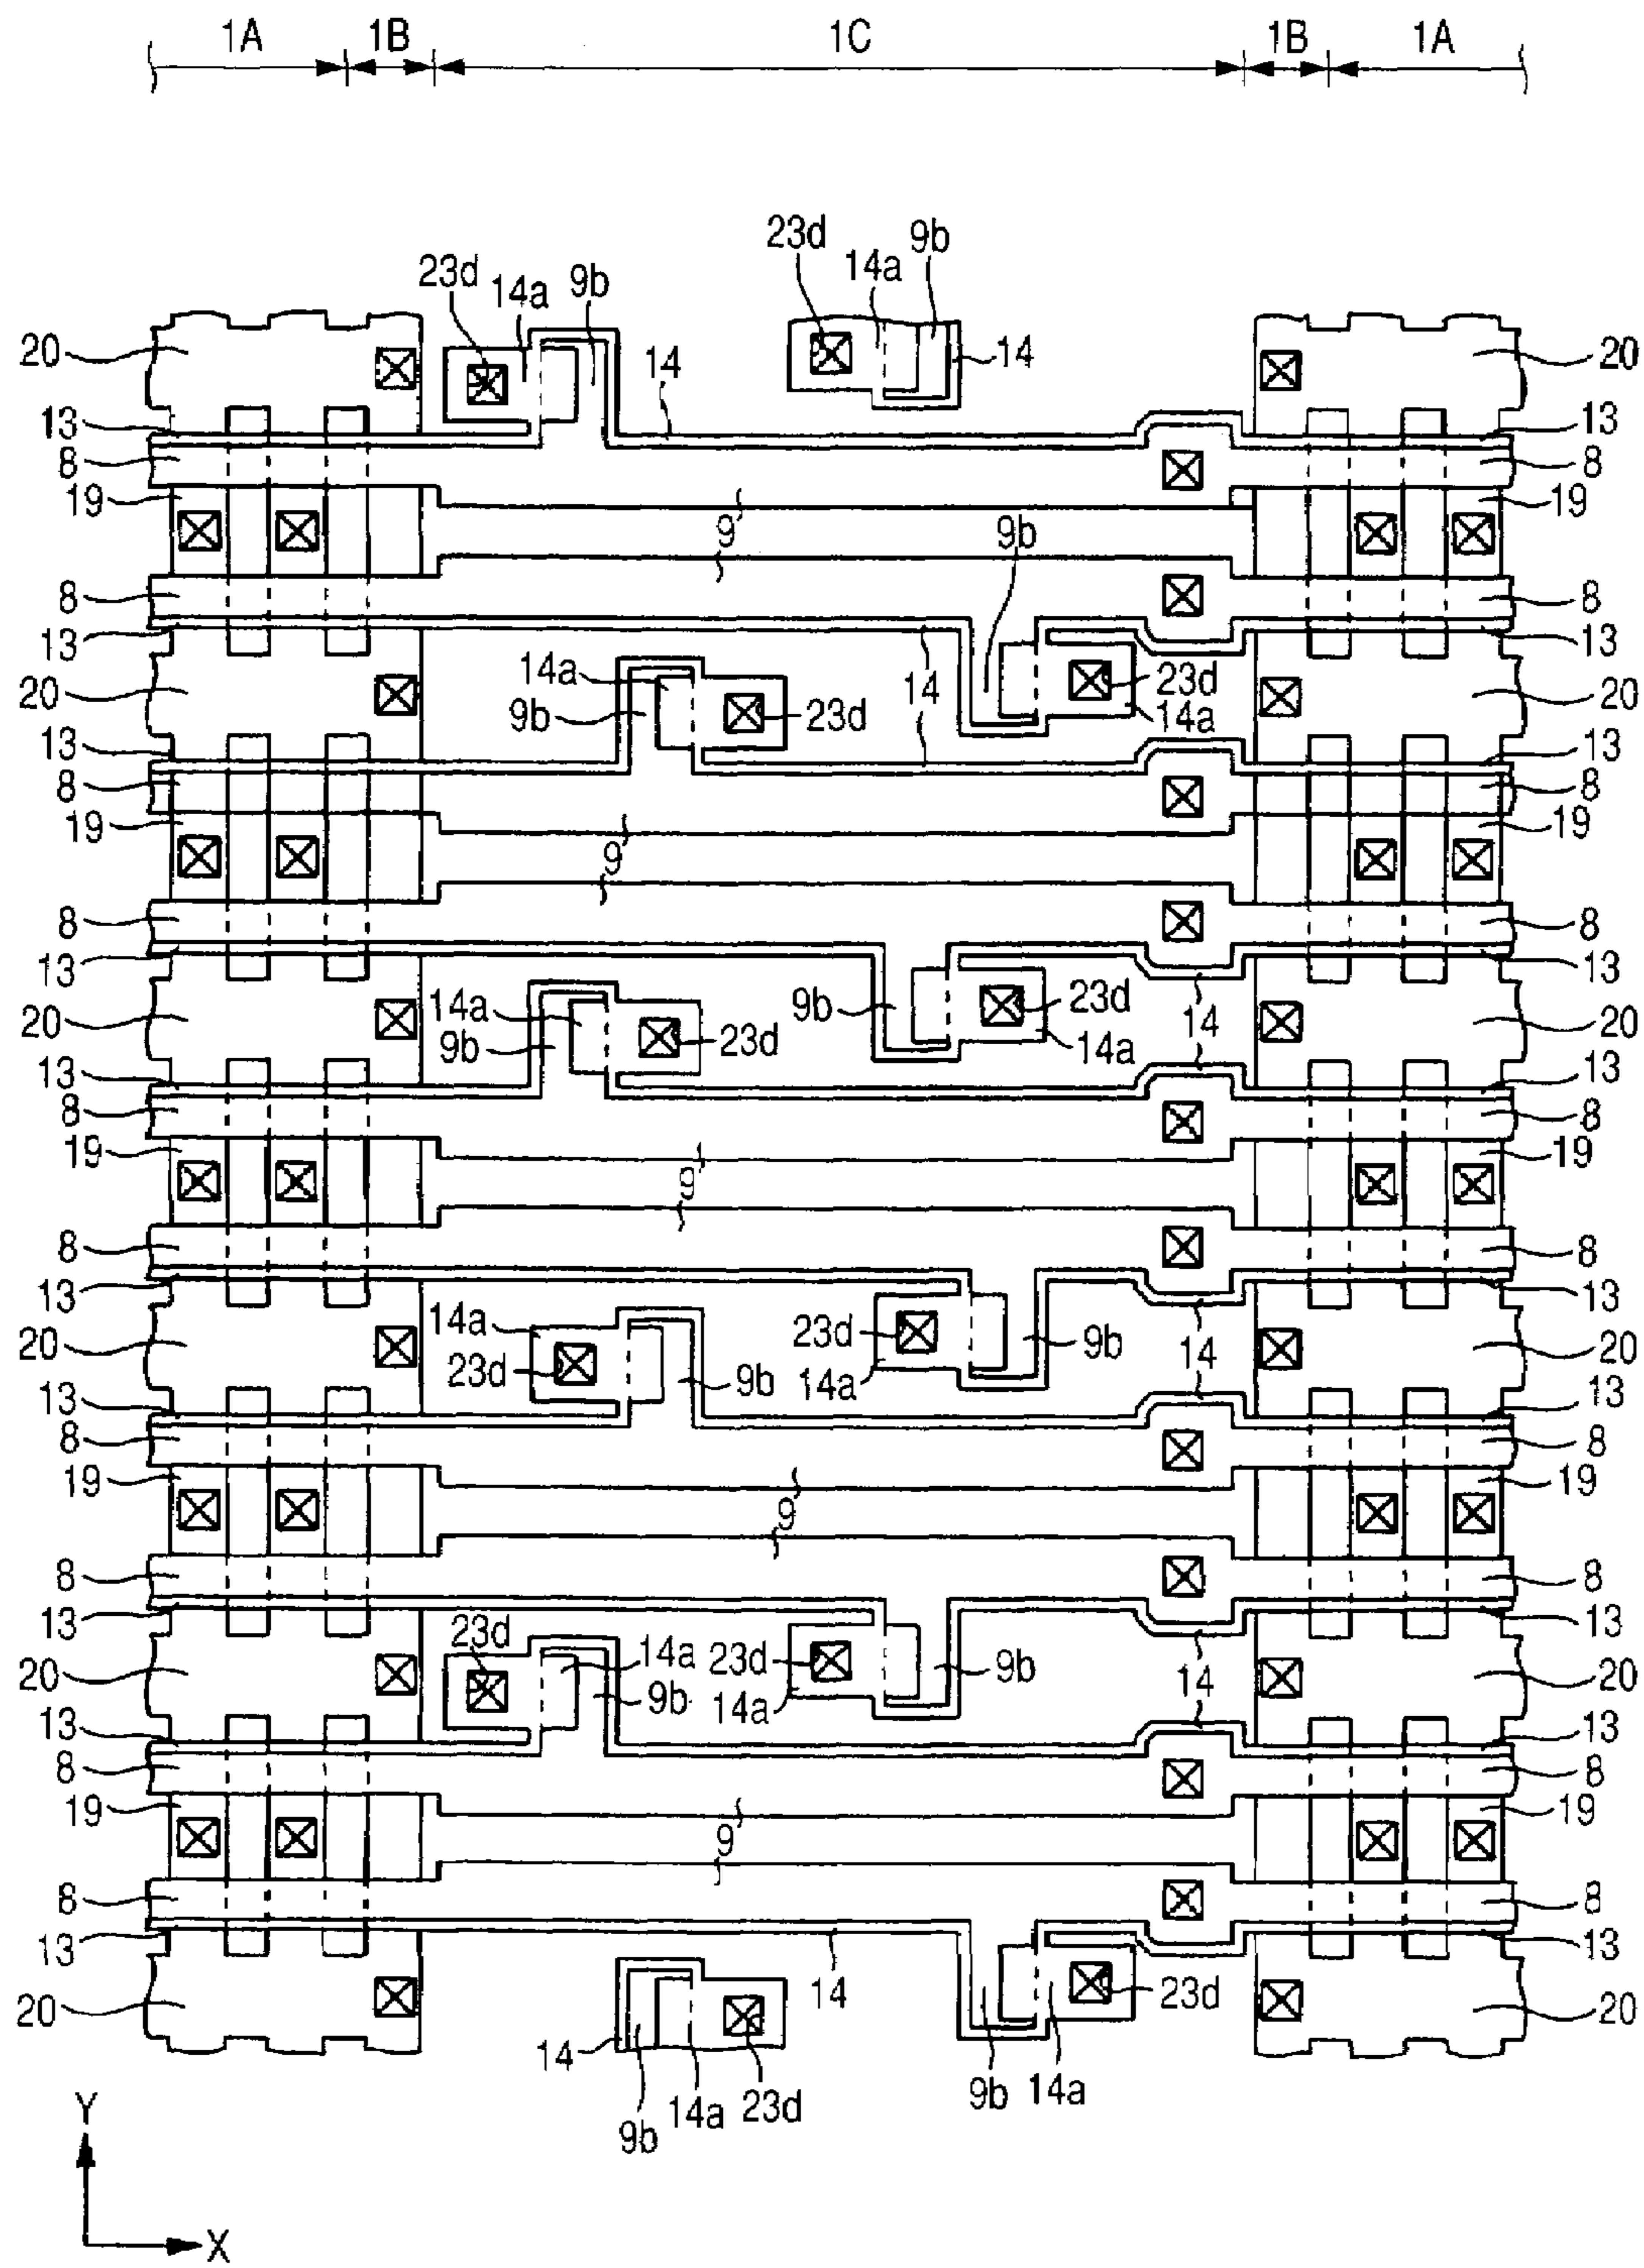 1A 1B 1C 1B 1A
23d 9b
23d 14a 9b 14a
20 14 14 20
13 13
8 8
19 9 9b 19
9
8 8
13 13
14a 14 23d
20 9b 23d 14a 20
13 13
8 8
19 9 19
9
8 8
13 13
14a 9b 23d
20 9b 23d 14 14a 20
13 13
8 8
19 9 19
9
8 8
13 13
14a 23d 9b
20 23d 9b 14a 14 20
13 13
8 8
19 9 19
9
8 8
13 13
23d 14a 23d 9b
20 9b 14a 14 20
13 13
8 8
19 9 19
9
8 8
13 13
14 23d
20 14 20
9b 14a 23d 9b 14a
Y
X